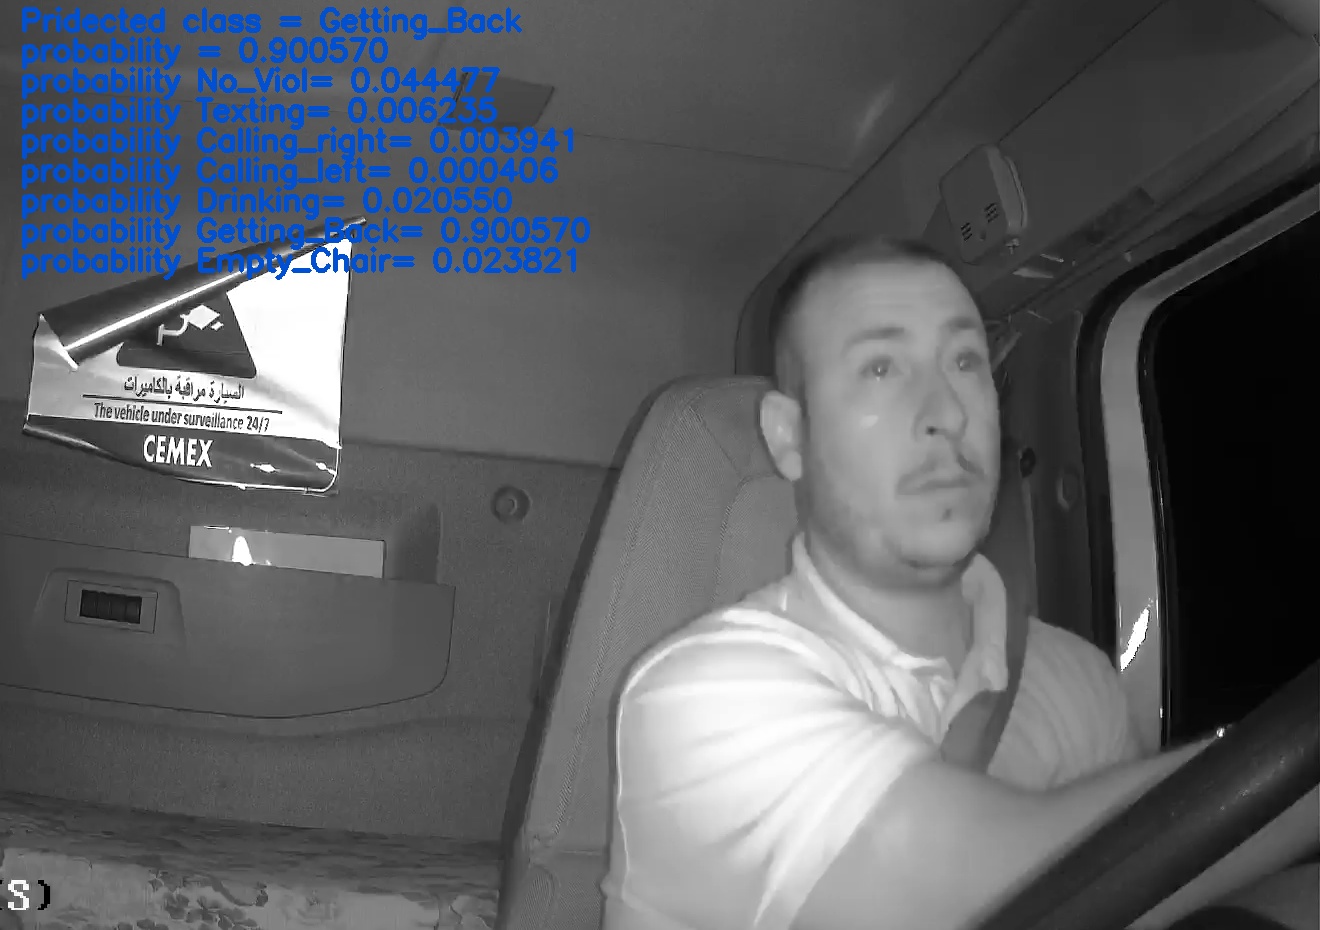 Pridected class = Getting_Back
probability = 0.900570
probability No_Viol= 0.044477
probability Texting= 0.006235
probability Calling_right= 0.003941
probability Calling_left= 0.000406
probability Drinking= 0.020550
probability Getting_Back= 0.900570
probability Empty_Chair= 0.023821
السيارة مراقبة بالكاميرات
The vehicle under surveillance 24/7
CEMEX
S)